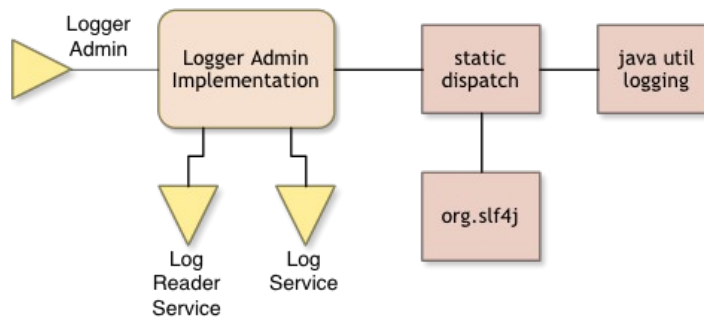 Logger
Admin
Logger Admin
Implementation
static
dispatch
java util
logging
org.slf4j
Log
Reader
Service
Log
Service